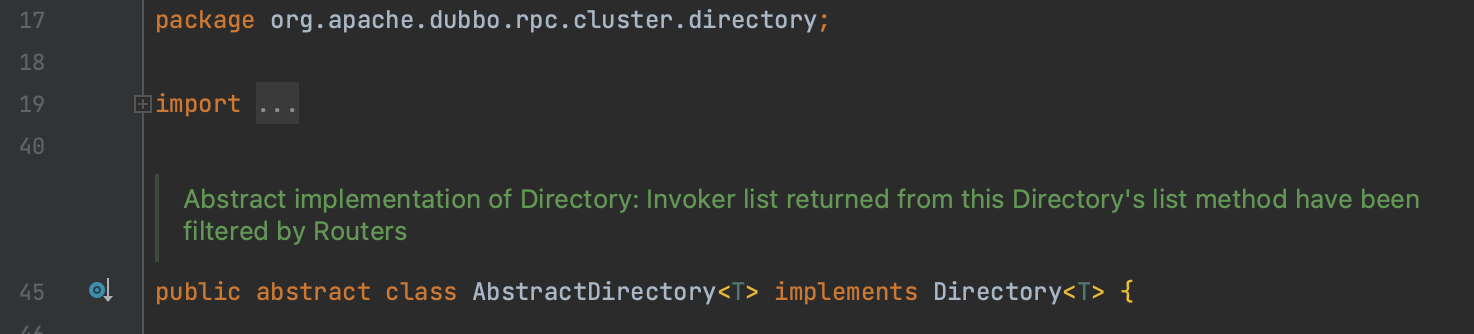 17 package org.apache.dubbo.rpc.cluster.directory;
18
19 import ...
40
Abstract implementation of Directory: Invoker list returned from this Directory's list method have been
filtered by Routers
45 public abstract class AbstractDirectory<T> implements Directory<T> {
46